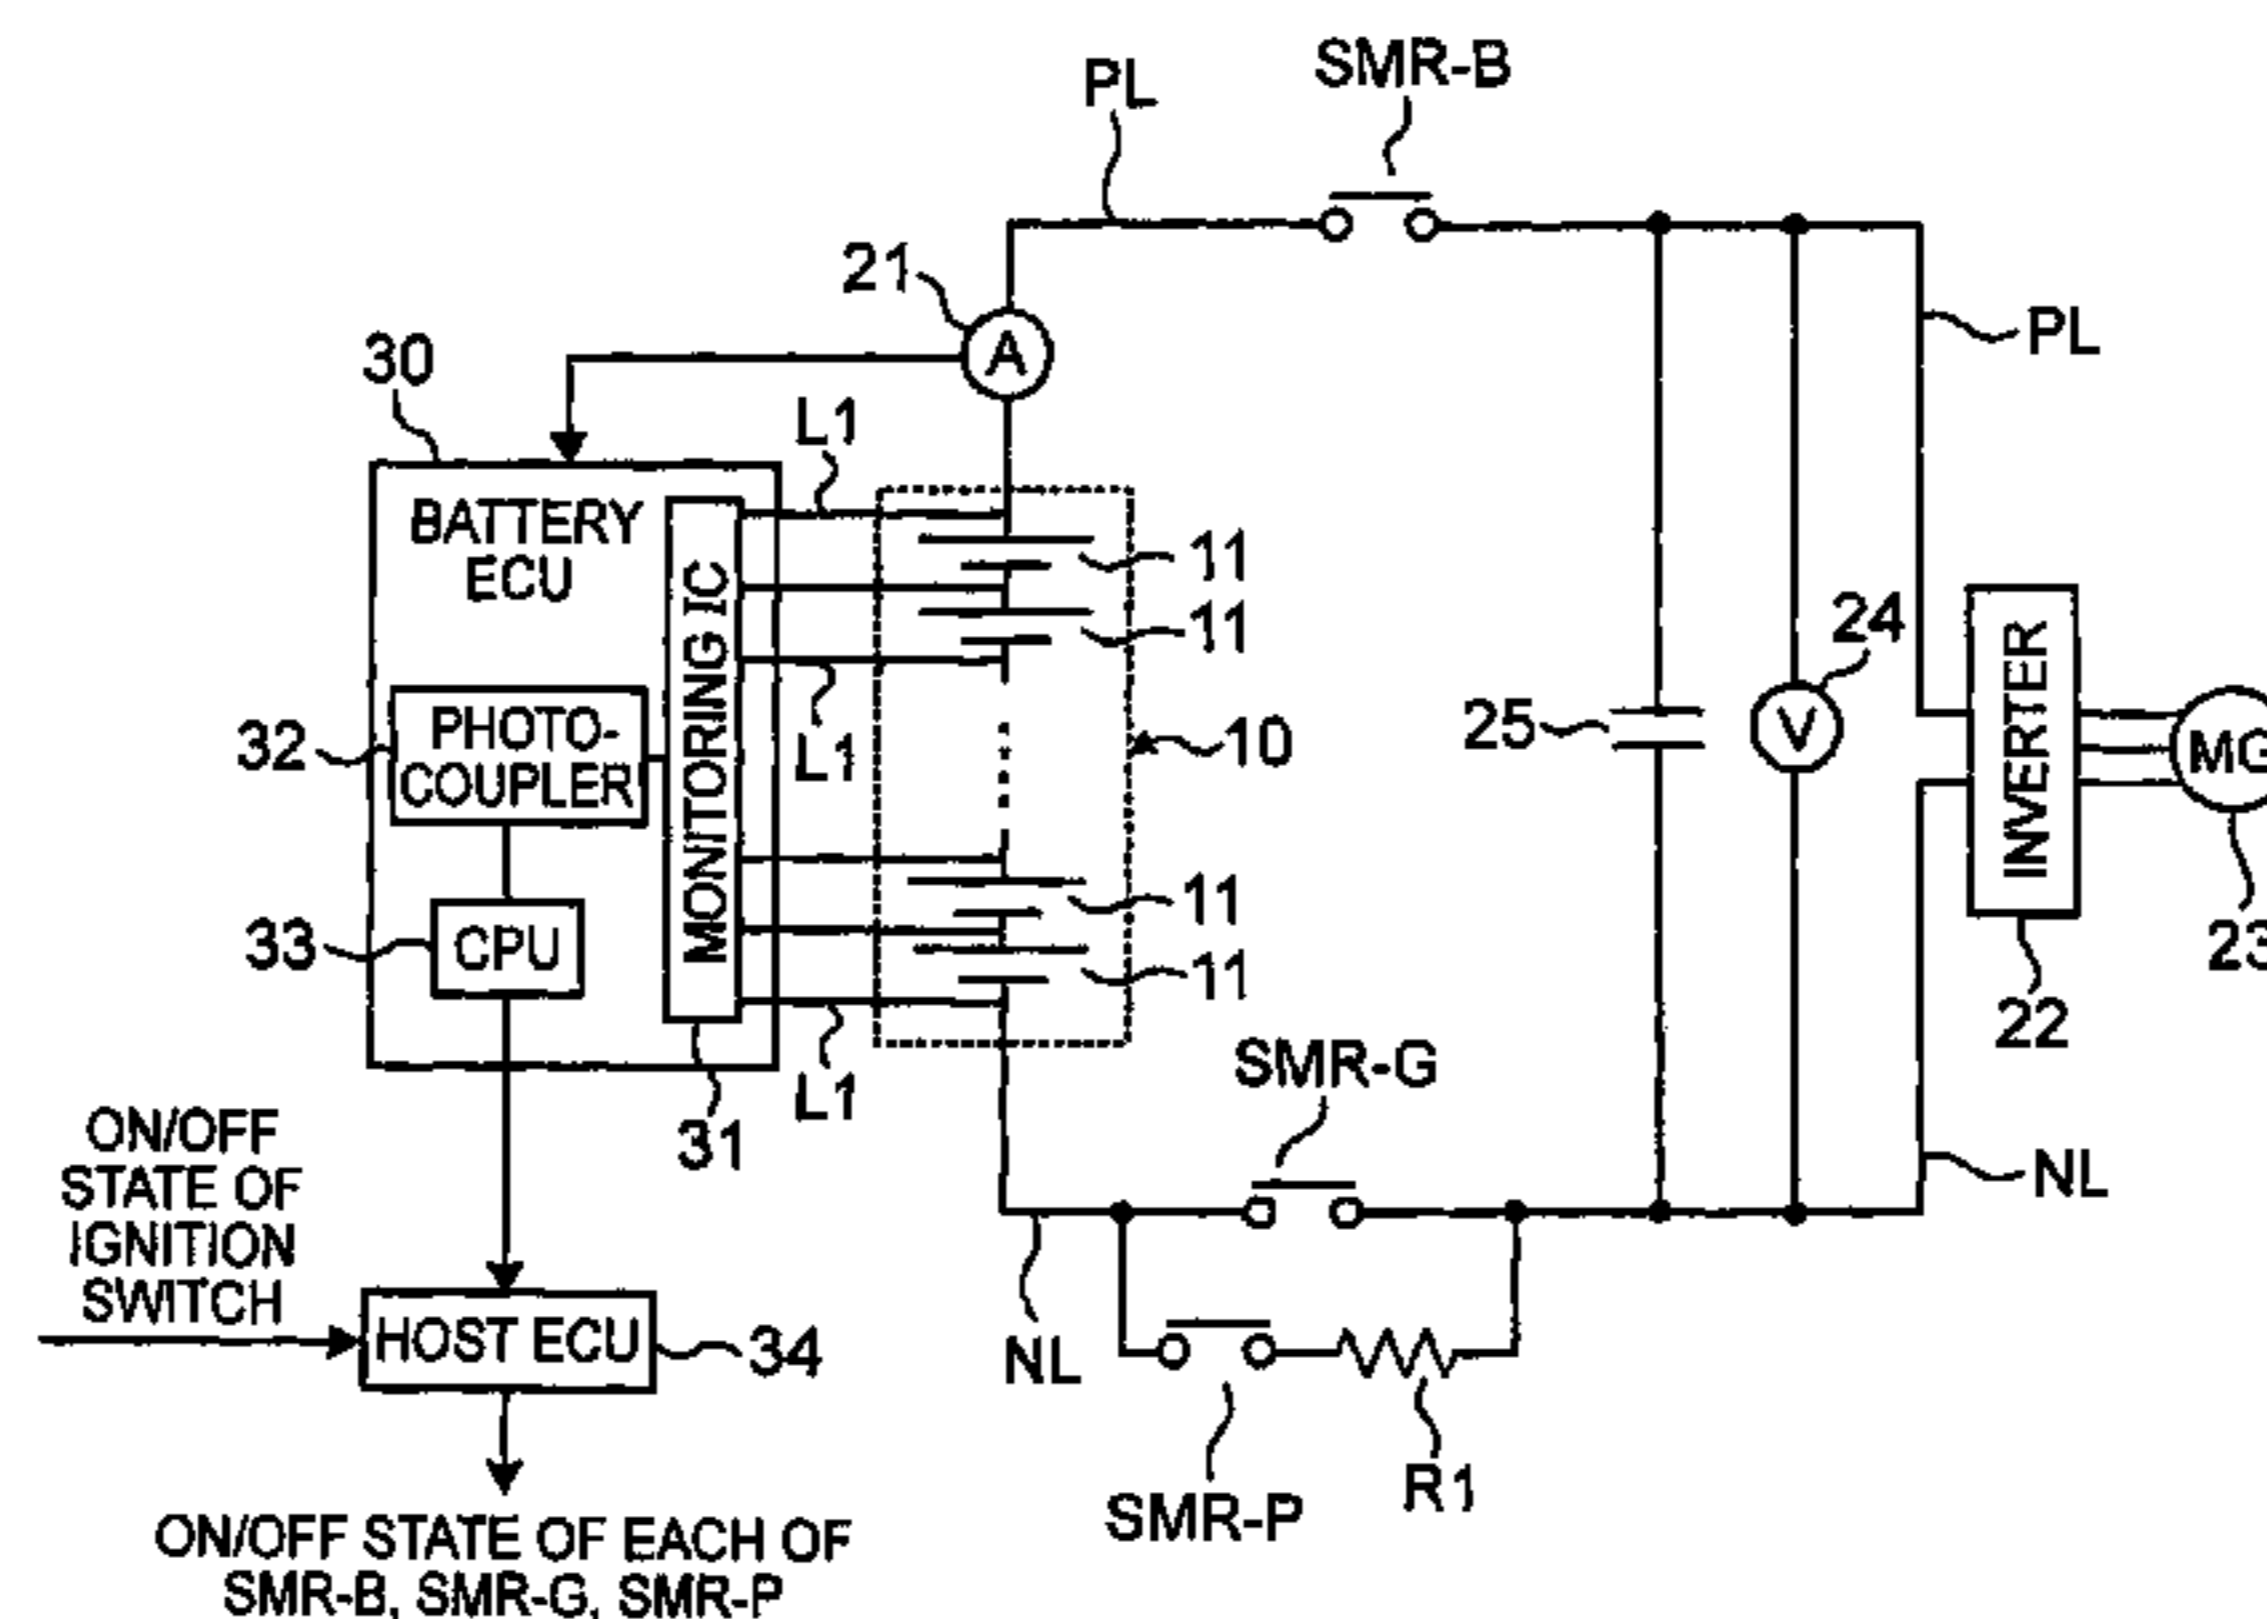 SMR-B
PL
21
A
PL
30
L1
BATTERY
ECU
11
MONITORING IC
11
24
INVERTER
PHOTO-
COUPLER
32
L1
10
25
V
MG
11
33
CPU
11
23
22
L1
31
SMR-G
ON/OFF
STATE OF
IGNITION
SWITCH
NL
HOST ECU
34
NL
R1
SMR-P
ON/OFF STATE OF EACH OF
SMR-B, SMR-G, SMR-P